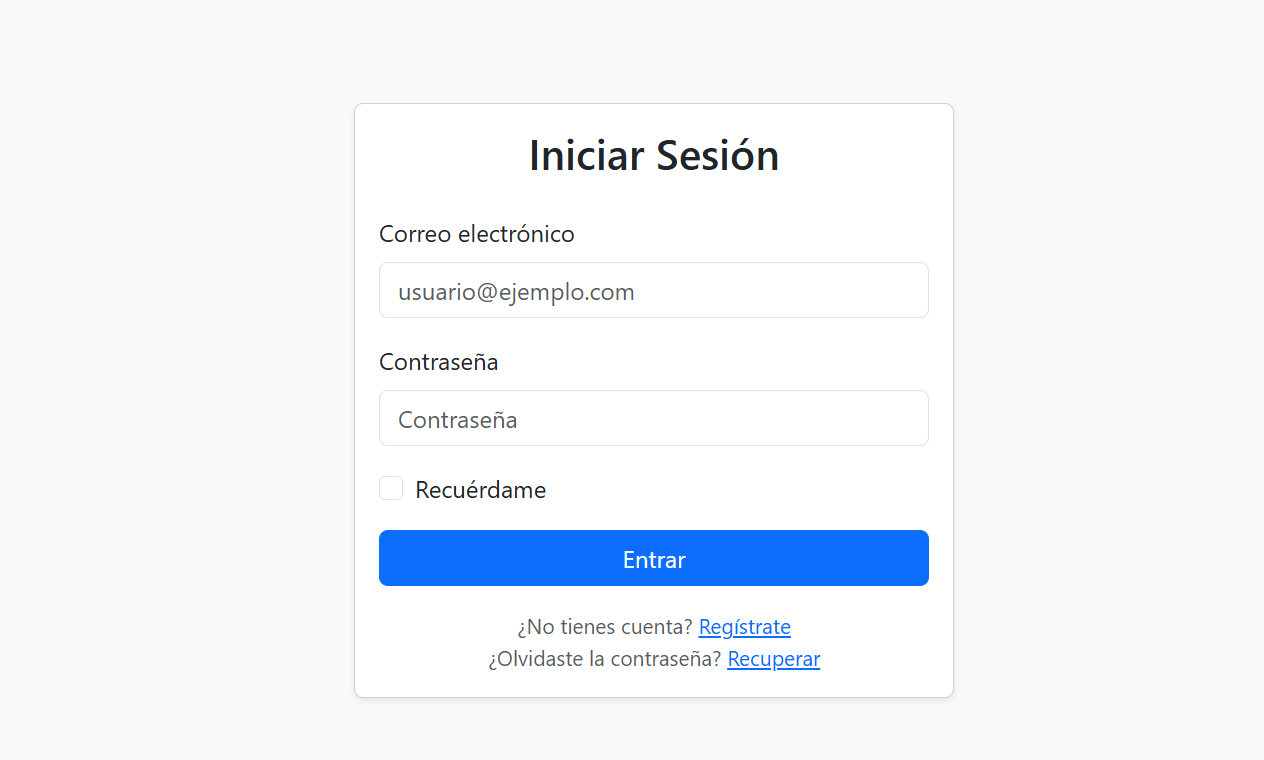 Iniciar Sesión
Correo electrónico
usuario@ejemplo.com
Contraseña
Contraseña
Recuérdame
Entrar
¿No tienes cuenta? Regístrate
¿Olvidaste la contraseña? Recuperar